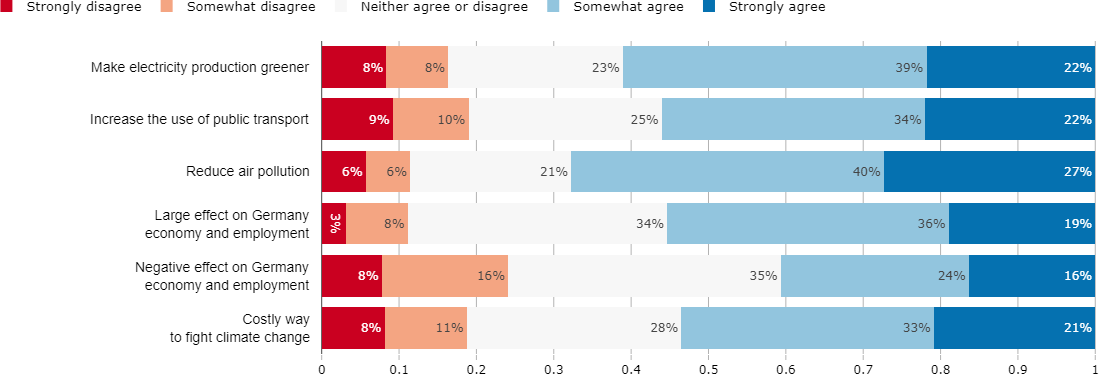 Strongly disagree Somewhat disagree Neither agree or disagree Somewhat agree Strongly agree
Make electricity production greener 8% 8% 23% 39% 22%
Increase the use of public transport 9% 10% 25% 34% 22%
Reduce air pollution 6% 6% 21% 40% 27%
Large effect on Germany
economy and employment 3% 8% 34% 36% 19%
Negative effect on Germany
economy and employment 8% 16% 35% 24% 16%
Costly way
to fight climate change 8% 11% 28% 33% 21%
0 0.1 0.2 0.3 0.4 0.5 0.6 0.7 0.8 0.9 1